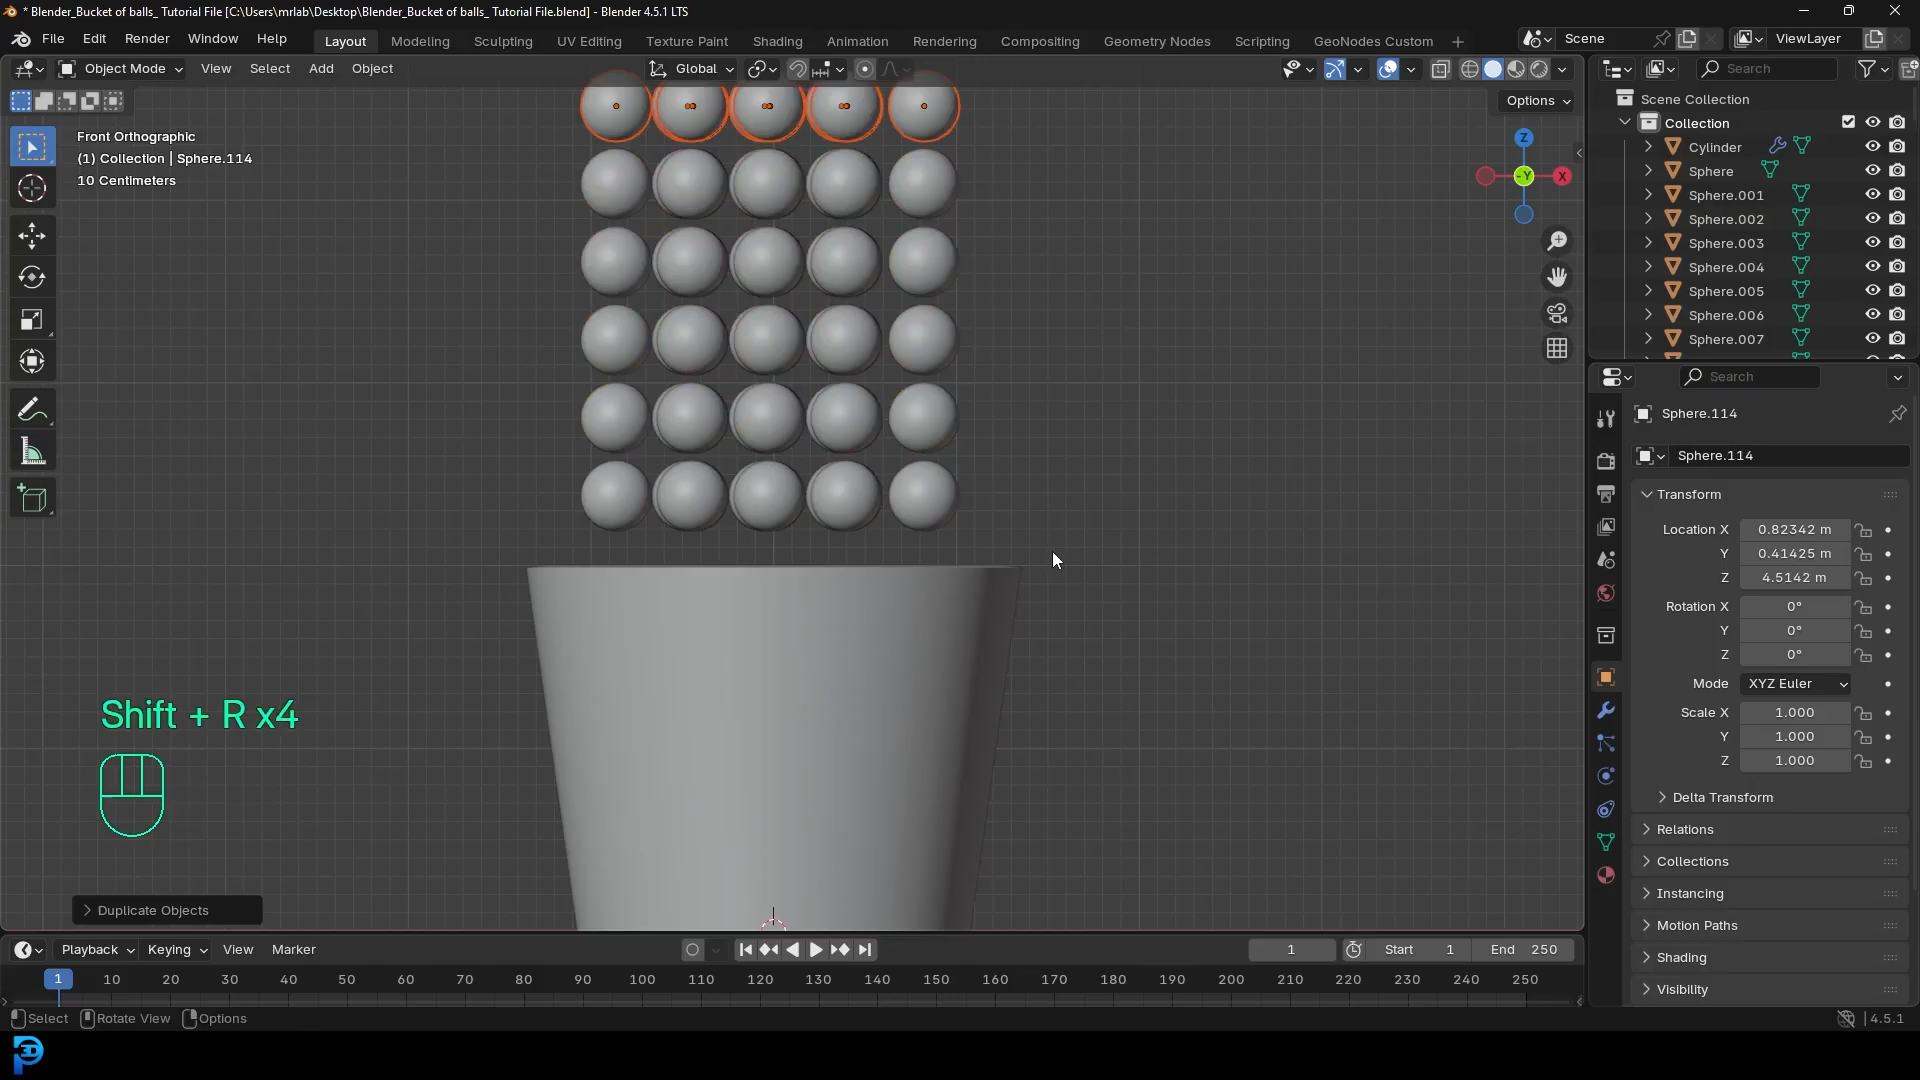 * Blender_Bucket of balls_ Tutorial File [C:\Users\mrlab\Desktop\Blender_Bucket of balls_ Tutorial File.blend] - Blender 4.5.1 LTS
File Edit Render Window Help
Layout Modeling Sculpting UV Editing Texture Paint Shading Animation Rendering Compositing Geometry Nodes Scripting GeoNodes Custom +
Scene
ViewLayer
Object Mode View Select Add Object
Global
Options
Front Orthographic
(1) Collection | Sphere.114
10 Centimeters
Z
-Y
X
Shift + R x4
Duplicate Objects
Search
Scene Collection
Collection
Cylinder
Sphere
Sphere.001
Sphere.002
Sphere.003
Sphere.004
Sphere.005
Sphere.006
Sphere.007
Search
Sphere.114
Sphere.114
Transform
Location X 0.82342 m
Y 0.41425 m
Z 4.5142 m
Rotation X 0°
Y 0°
Z 0°
Mode XYZ Euler
Scale X 1.000
Y 1.000
Z 1.000
Delta Transform
Relations
Collections
Instancing
Motion Paths
Shading
Visibility
Playback Keying View Marker
1 Start 1 End 250
1 10 20 30 40 50 60 70 80 90 100 110 120 130 140 150 160 170 180 190 200 210 220 230 240 250
Select Rotate View Options
4.5.1